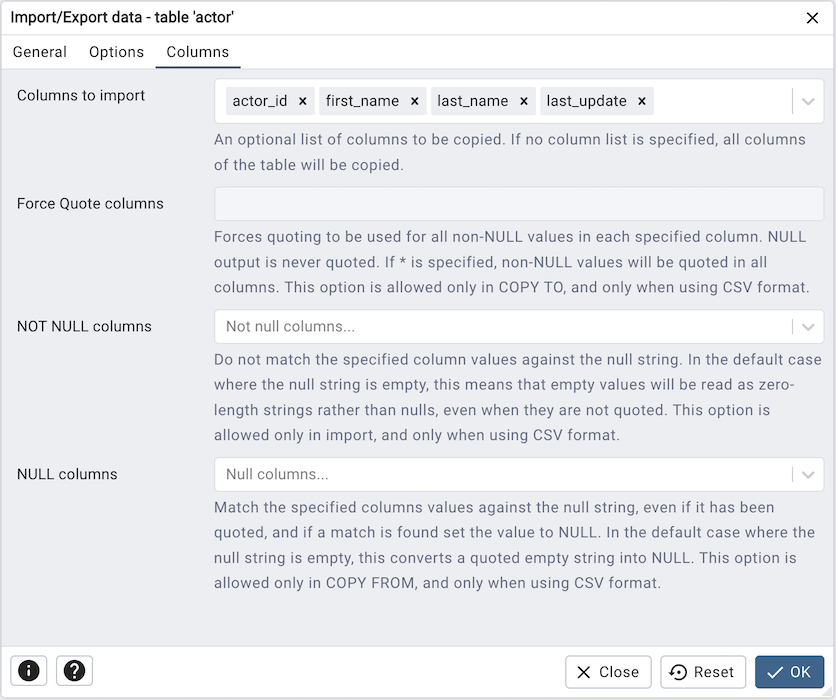 Import/Export data - table 'actor'
General Options Columns
Columns to import
actor_id first_name last_name last_update
An optional list of columns to be copied. If no column list is specified, all columns
of the table will be copied.
Force Quote columns
Forces quoting to be used for all non-NULL values in each specified column. NULL
output is never quoted. If * is specified, non-NULL values will be quoted in all
columns. This option is allowed only in COPY TO, and only when using CSV format.
NOT NULL columns
Not null columns...
Do not match the specified column values against the null string. In the default case
where the null string is empty, this means that empty values will be read as zero-
length strings rather than nulls, even when they are not quoted. This option is
allowed only in import, and only when using CSV format.
NULL columns
Null columns...
Match the specified columns values against the null string, even if it has been
quoted, and if a match is found set the value to NULL. In the default case where the
null string is empty, this converts a quoted empty string into NULL. This option is
allowed only in COPY FROM, and only when using CSV format.
Close Reset OK